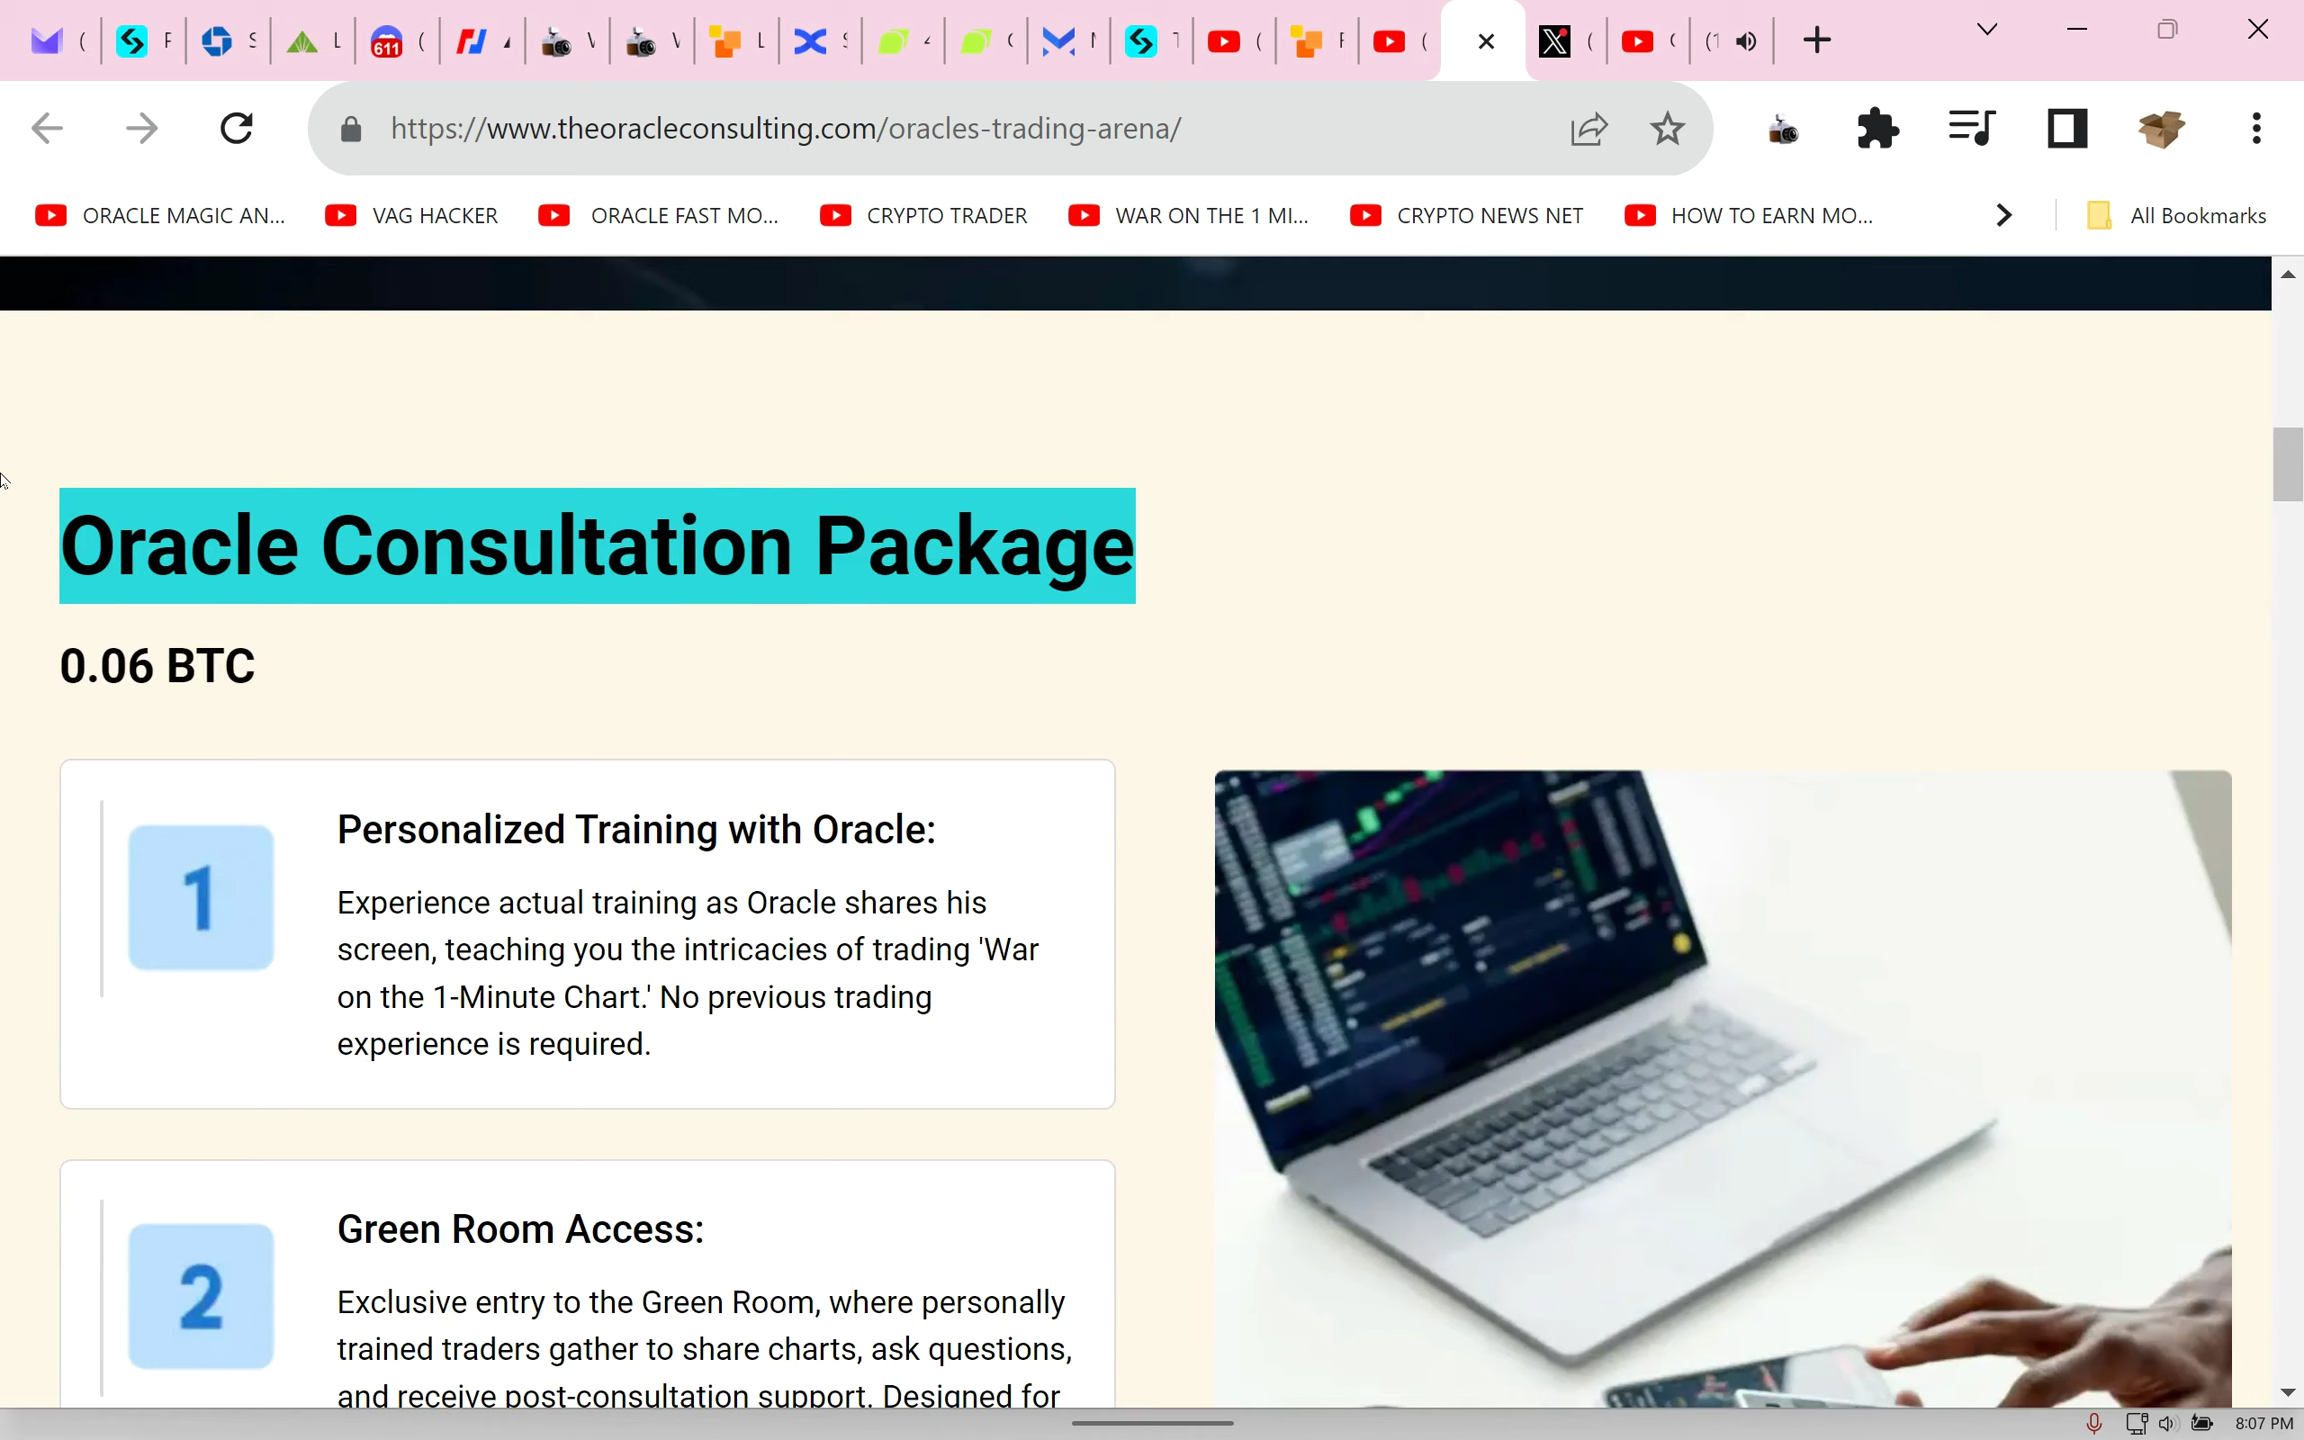 611
https://www.theoracleconsulting.com/oracles-trading-arena/
ORACLE MAGIC AN... VAG HACKER ORACLE FAST MO... CRYPTO TRADER WAR ON THE 1 MI... CRYPTO NEWS NET HOW TO EARN MO... All Bookmarks
Oracle Consultation Package
0.06 BTC
1
Personalized Training with Oracle:
Experience actual training as Oracle shares his
screen, teaching you the intricacies of trading 'War
on the 1-Minute Chart.' No previous trading
experience is required.
2
Green Room Access:
Exclusive entry to the Green Room, where personally
trained traders gather to share charts, ask questions,
and receive post-consultation support. Designed for
8:07 PM